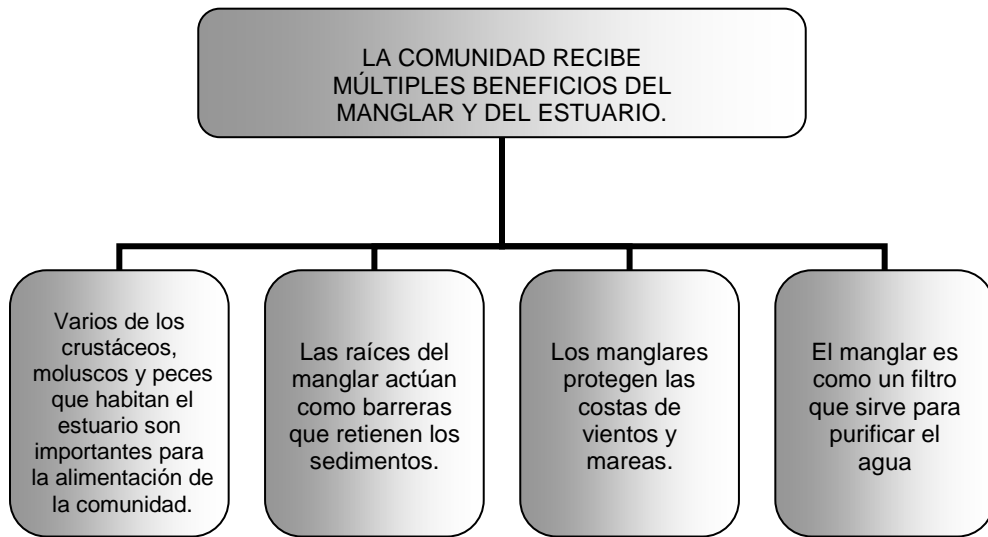 LA COMUNIDAD RECIBE
MÚLTIPLES BENEFICIOS DEL
MANGLAR Y DEL ESTUARIO.
Varios de los
crustáceos,
moluscos y peces
que habitan el
estuario son
importantes para
la alimentación de
la comunidad.
Las raíces del
manglar actúan
como barreras
que retienen los
sedimentos.
Los manglares
protegen las
costas de
vientos y
mareas.
El manglar es
como un filtro
que sirve para
purificar el
agua